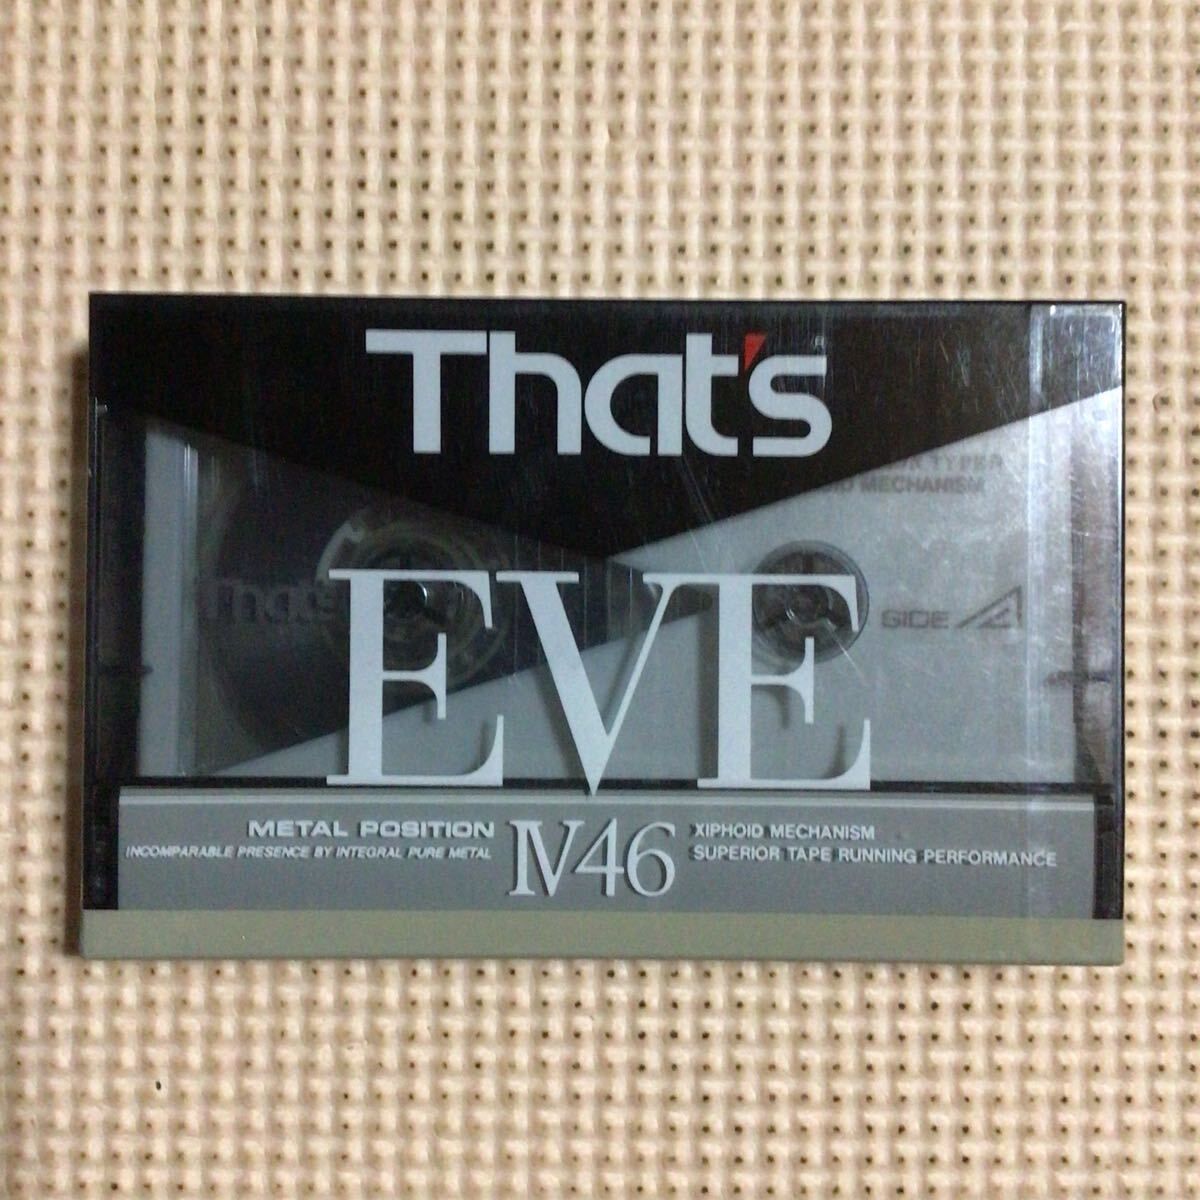 That's
MECHANISM
That's
SIDE A
EVE
METAL POSITION
INCOMPARABLE PRESENCE BY INTEGRAL PURE METAL
IV46
XIPHOID MECHANISM
SUPERIOR TAPE RUNNING PERFORMANCE